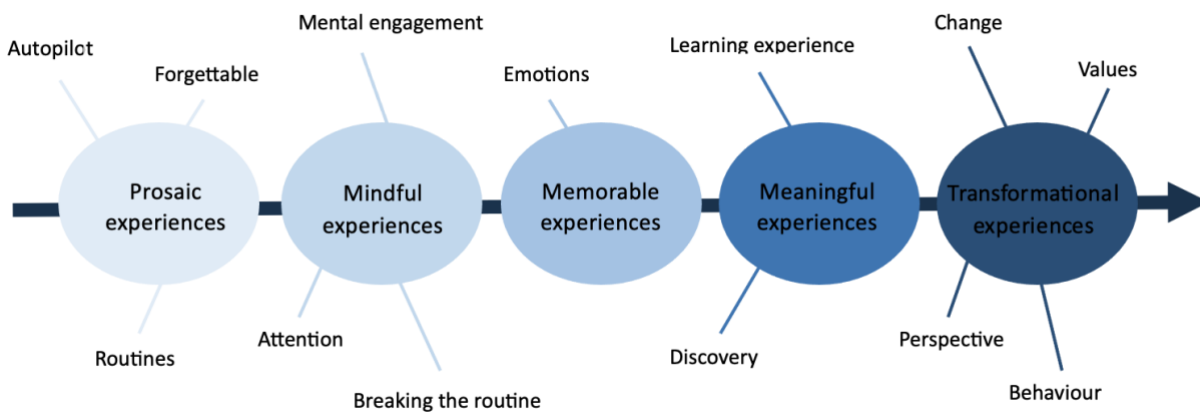 Autopilot
Forgettable
Mental engagement
Emotions
Learning experience
Change
Values
Prosaic
experiences
Mindful
experiences
Memorable
experiences
Meaningful
experiences
Transformational
experiences
Routines
Attention
Breaking the routine
Discovery
Perspective
Behaviour